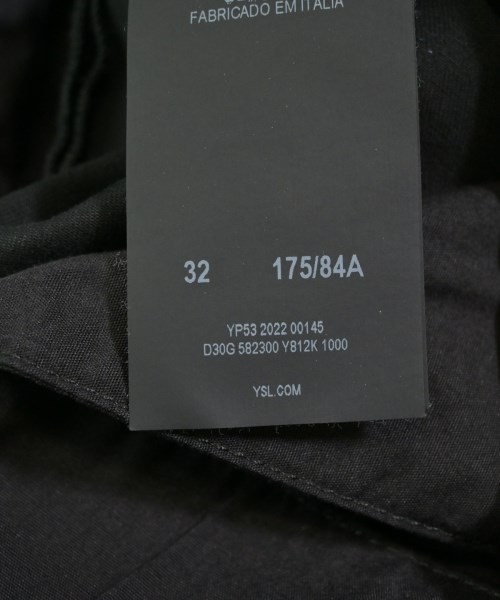 FABRICADO EM ITALIA
32 175/84A
YP53 2022 00145
D30G 582300 Y812K 1000
YSL.COM